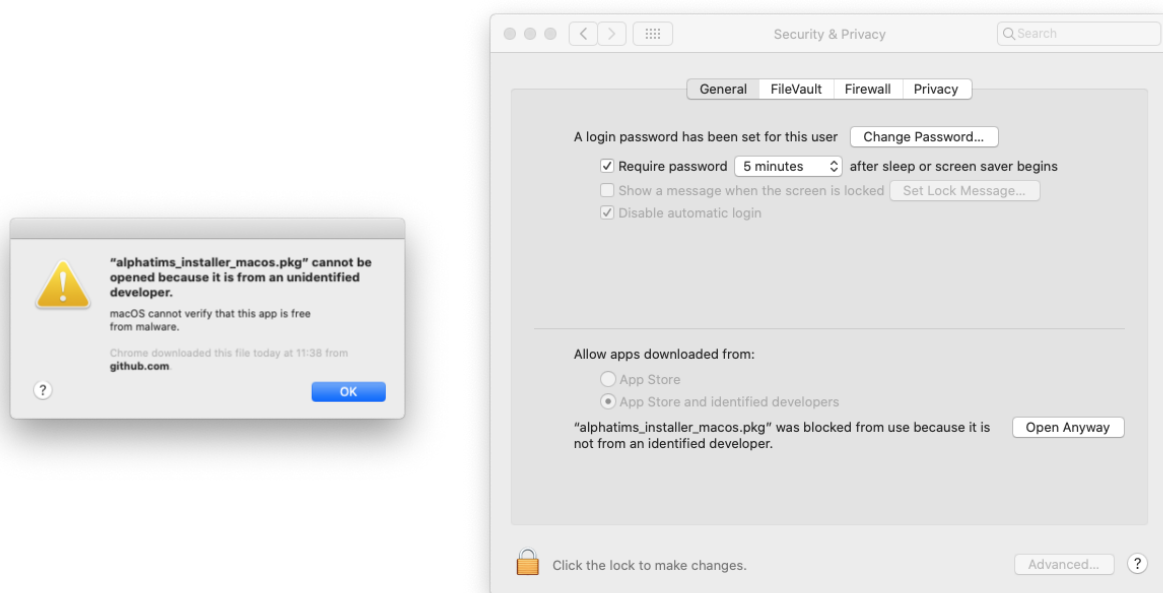 “alphatims_installer_macos.pkg” cannot be
opened because it is from an unidentified
developer.
macOS cannot verify that this app is free
from malware.
Chrome downloaded this file today at 11:38 from
github.com.
?
OK
Security & Privacy
Search
General FileVault Firewall Privacy
A login password has been set for this user Change Password...
Require password 5 minutes after sleep or screen saver begins
Show a message when the screen is locked Set Lock Message...
Disable automatic login
Allow apps downloaded from:
App Store
App Store and identified developers
“alphatims_installer_macos.pkg” was blocked from use because it is Open Anyway
not from an identified developer.
Click the lock to make changes. Advanced... ?